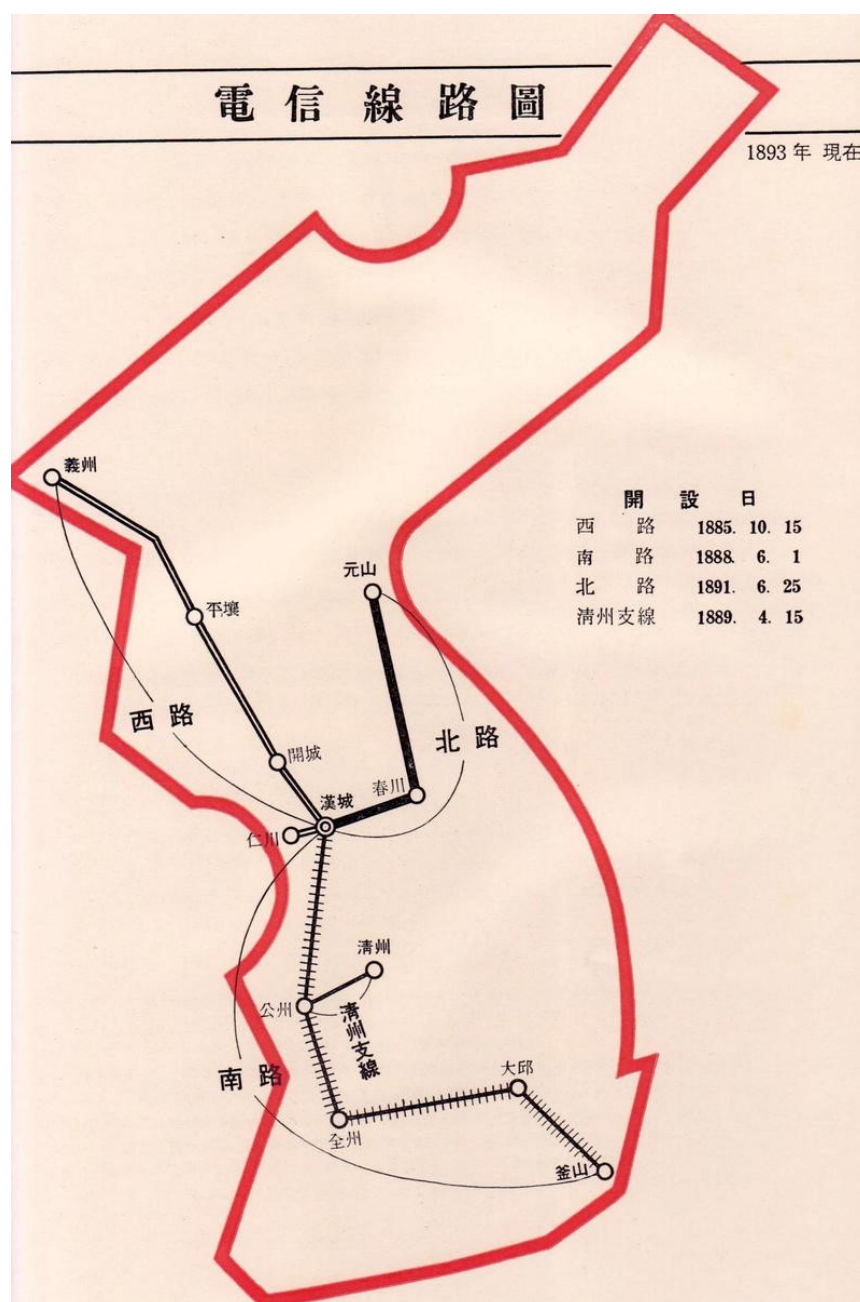 電信線路圖
1893年 現在
義州
開設日
西路 1885. 10. 15
南路 1888. 6. 1
北路 1891. 6. 25
淸州支線 1889. 4. 15
元山
平壤
西路
北路
開城
春川
漢城
仁川
淸州
公州
淸州支線
南路
大邱
全州
釜山